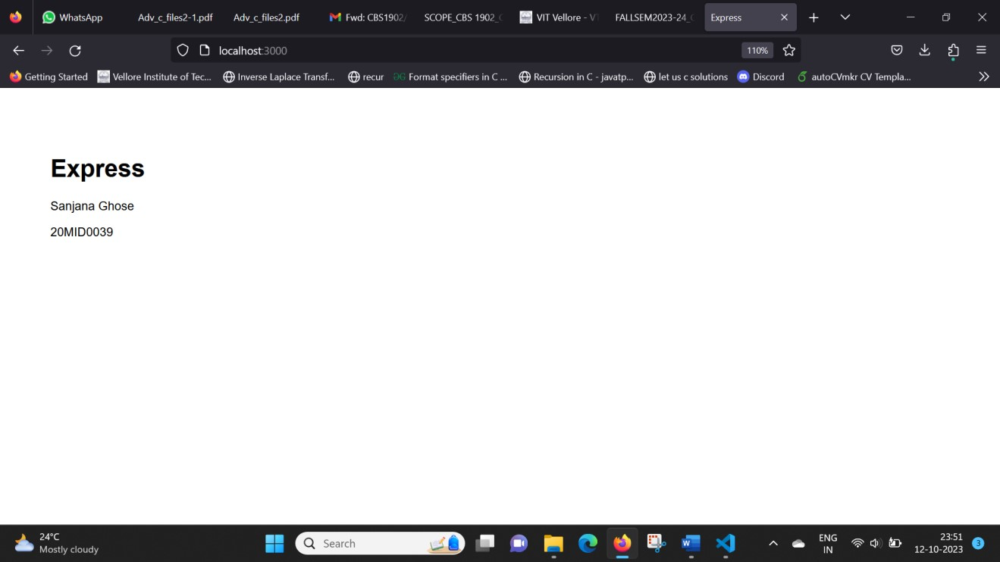 WhatsApp Adv_c_files2-1.pdf Adv_c_files2.pdf Fwd: CBS1902/ SCOPE_CBS 1902_ VIT Vellore - V FALLSEM2023-24_ Express
localhost:3000 110%
Getting Started Vellore Institute of Tec... Inverse Laplace Transf... recur Format specifiers in C ... Recursion in C - javatp... let us c solutions Discord autoCVmkr CV Templa...
Express
Sanjana Ghose
20MID0039
24°C
Mostly cloudy
Search
ENG
IN
23:51
12-10-2023
3